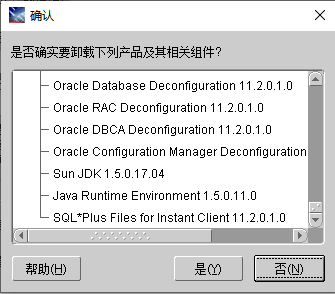 确认
是否确实要卸载下列产品及其相关组件?
Oracle Database Deconfiguration 11.2.0.1.0
Oracle RAC Deconfiguration 11.2.0.1.0
Oracle DBCA Deconfiguration 11.2.0.1.0
Oracle Configuration Manager Deconfiguration
Sun JDK 1.5.0.17.04
Java Runtime Environment 1.5.0.11.0
SQL*Plus Files for Instant Client 11.2.0.1.0
帮助(H) 是(Y) 否(N)